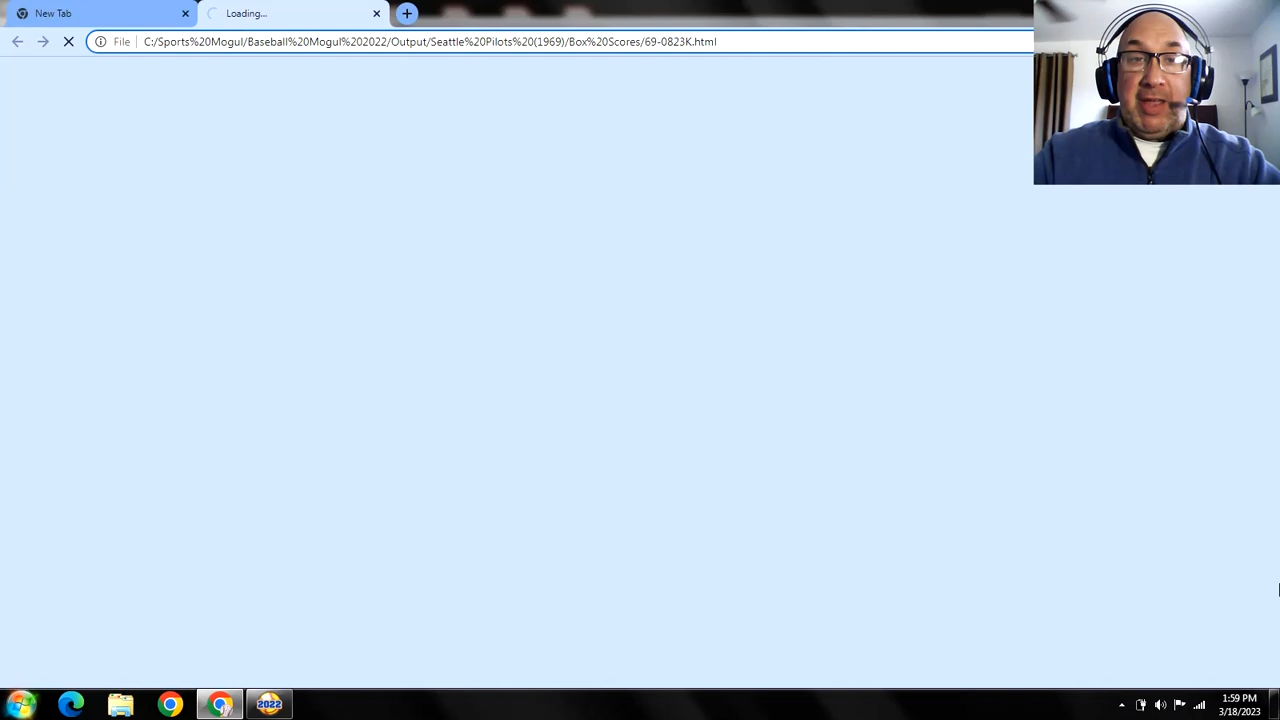 New Tab
Loading...
File
C:/Sports%20Mogul/Baseball%20Mogul%202022/Output/Seattle%20Pilots%20(1969)/Box%20Scores/69-0823K.html
2022
1:59 PM
3/18/2023